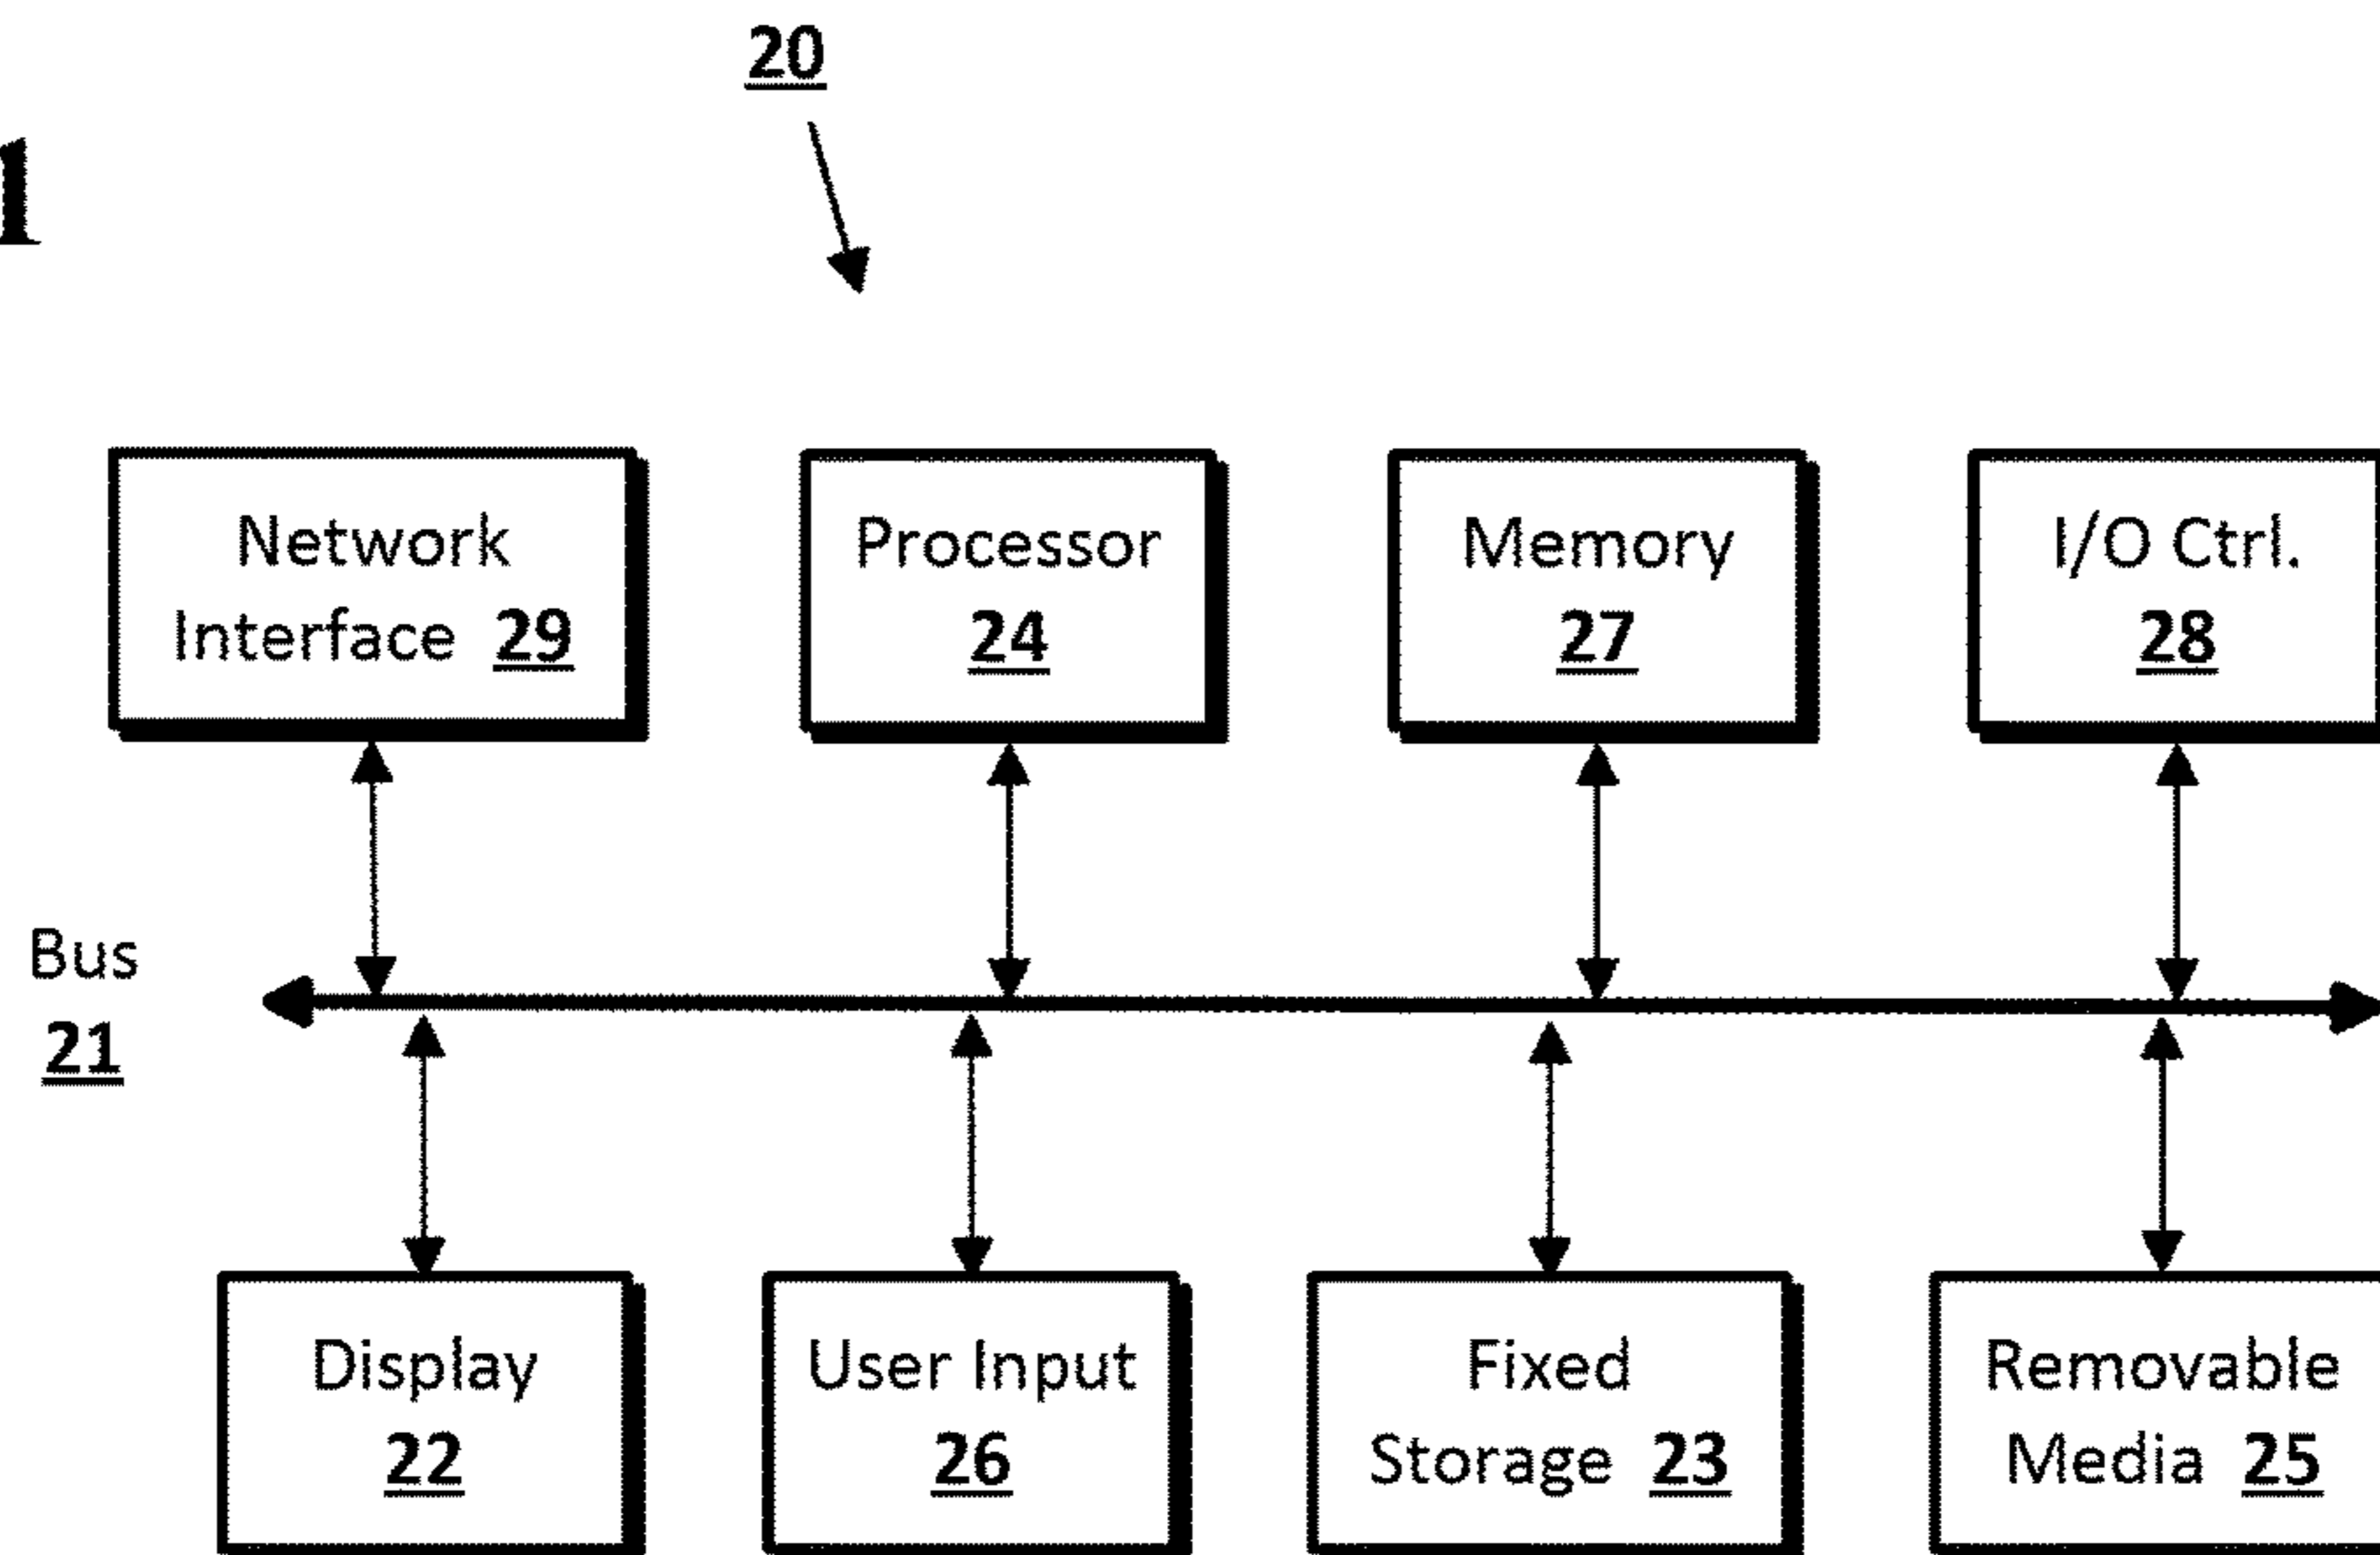 20
1
Network
Interface 29
Processor
24
Memory
27
I/O Ctrl.
28
Bus
21
Display
22
User Input
26
Fixed
Storage 23
Removable
Media 25